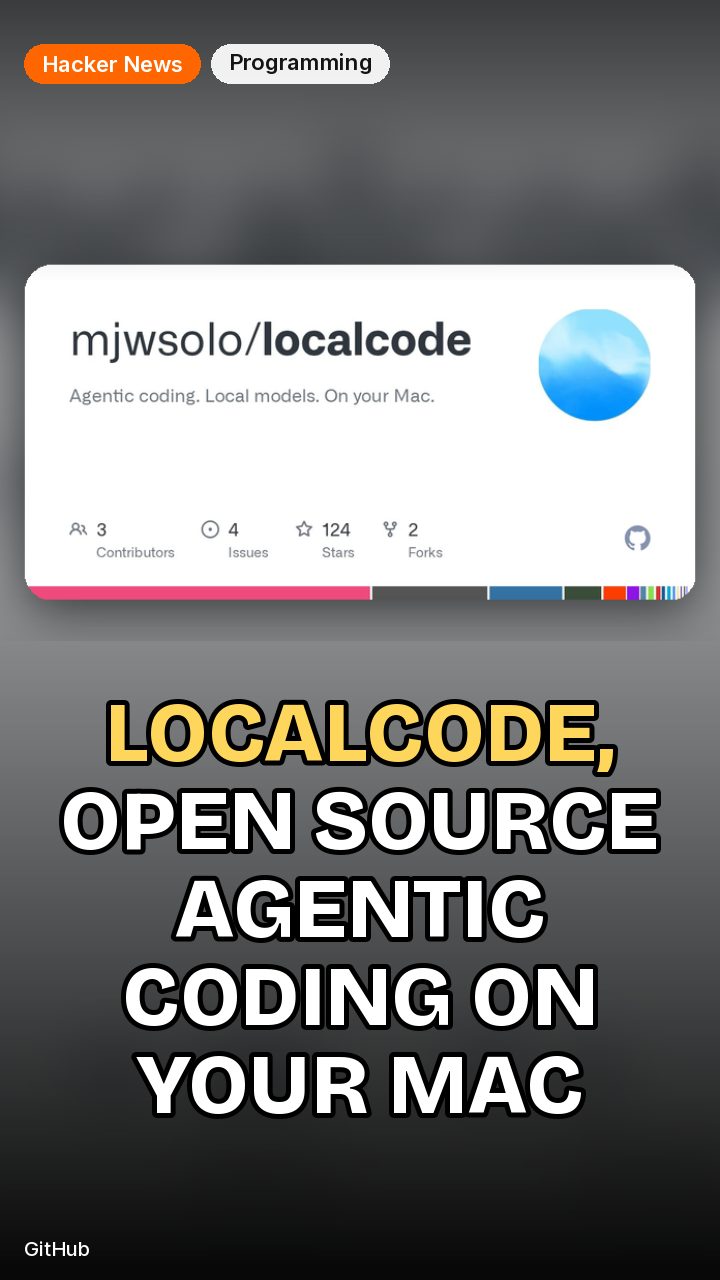 Hacker News
Programming
mjwsolo/localcode
Agentic coding. Local models. On your Mac.
3
Contributors
4
Issues
124
Stars
2
Forks
LOCALCODE,
OPEN SOURCE
AGENTIC
CODING ON
YOUR MAC
GitHub